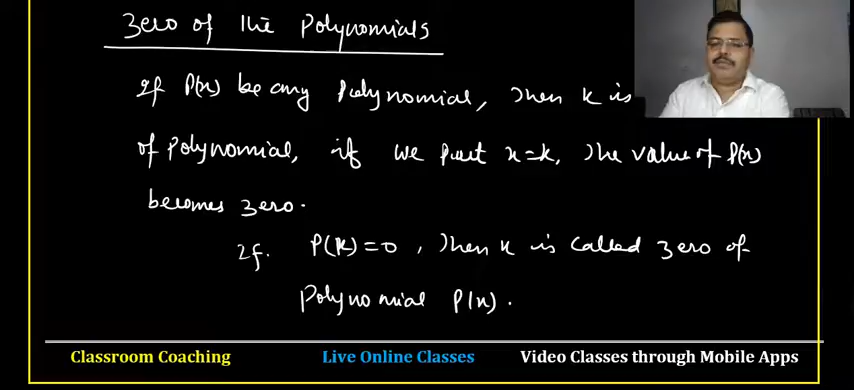 Zero of the Polynomials
If P(x) be any Polynomial, then k is
of Polynomial, if we put x=k, the value of P(x)
becomes zero.
If. P(k)=0, then k is called zero of
Polynomial P(x).
Classroom Coaching Live Online Classes Video Classes through Mobile Apps